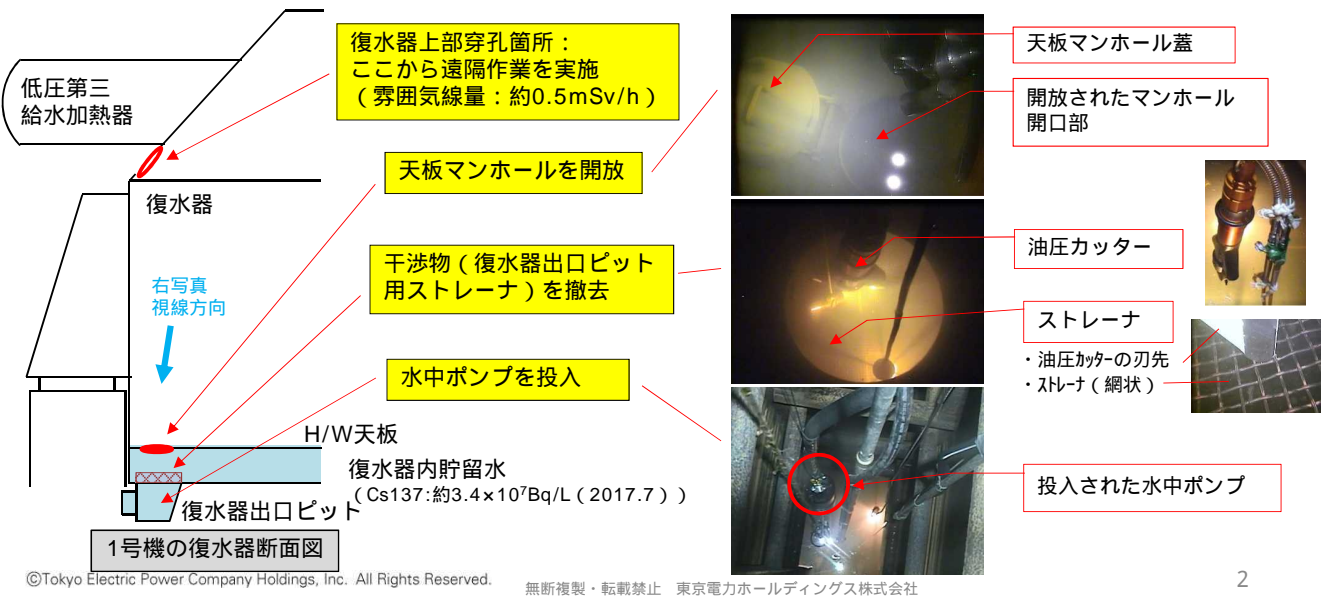 低圧第三
給水加熱器
復水器上部穿孔箇所：
ここから遠隔作業を実施
（雰囲気線量：約0.5mSv/h）
天板マンホールを開放
復水器
干渉物（復水器出口ピット
用ストレーナ）を撤去
右写真
視線方向
水中ポンプを投入
H/W天板
復水器内貯留水
（Cs137:約3.4×10⁷Bq/L（2017.7））
復水器出口ピット
1号機の復水器断面図
天板マンホール蓋
開放されたマンホール
開口部
油圧カッター
ストレーナ
・油圧ｶｯﾀｰの刃先
・ｽﾄﾚｰﾅ（網状）
投入された水中ポンプ
©Tokyo Electric Power Company Holdings, Inc. All Rights Reserved.
無断複製・転載禁止　東京電力ホールディングス株式会社
2